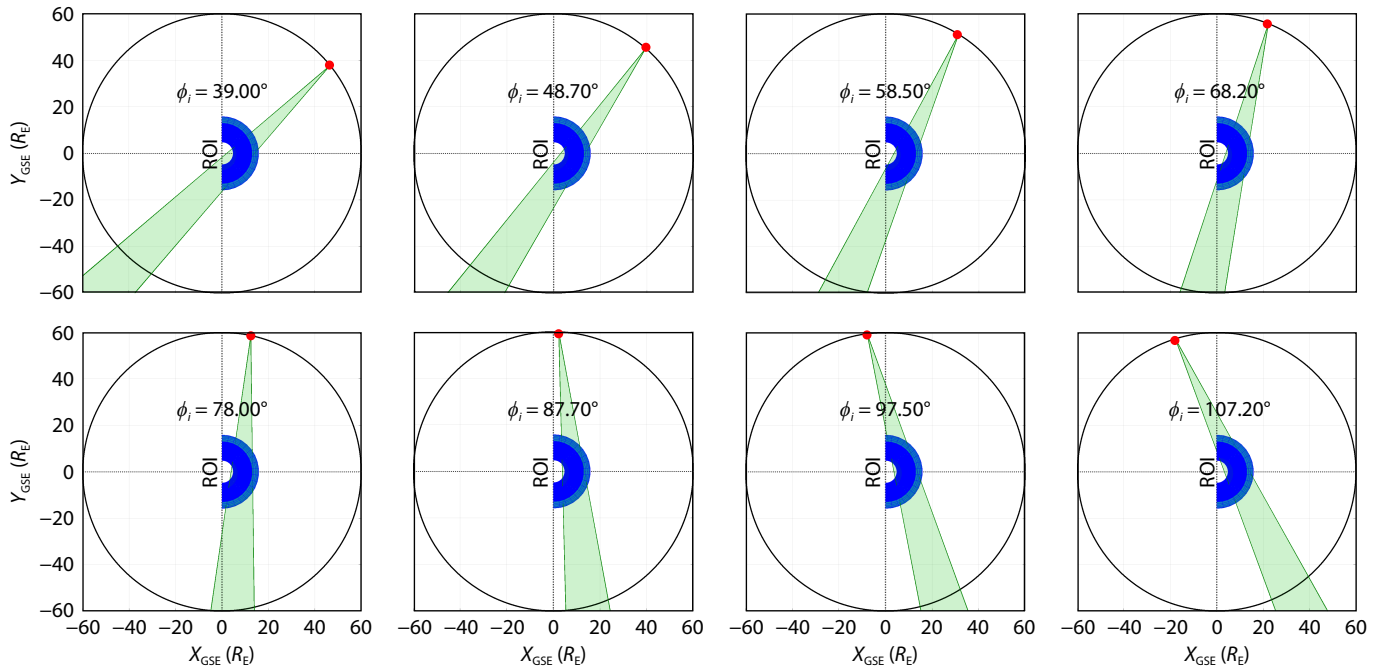 60
40
20
0
−20
−40
−60
Y_GSE (R_E)
ϕ_i = 39.00°
ROI
ϕ_i = 48.70°
ROI
ϕ_i = 58.50°
ROI
ϕ_i = 68.20°
ROI
60
40
20
0
−20
−40
−60
Y_GSE (R_E)
ϕ_i = 78.00°
ROI
ϕ_i = 87.70°
ROI
ϕ_i = 97.50°
ROI
ϕ_i = 107.20°
ROI
−60 −40 −20 0 20 40 60
−60 −40 −20 0 20 40 60
−60 −40 −20 0 20 40 60
−60 −40 −20 0 20 40 60
X_GSE (R_E)
X_GSE (R_E)
X_GSE (R_E)
X_GSE (R_E)